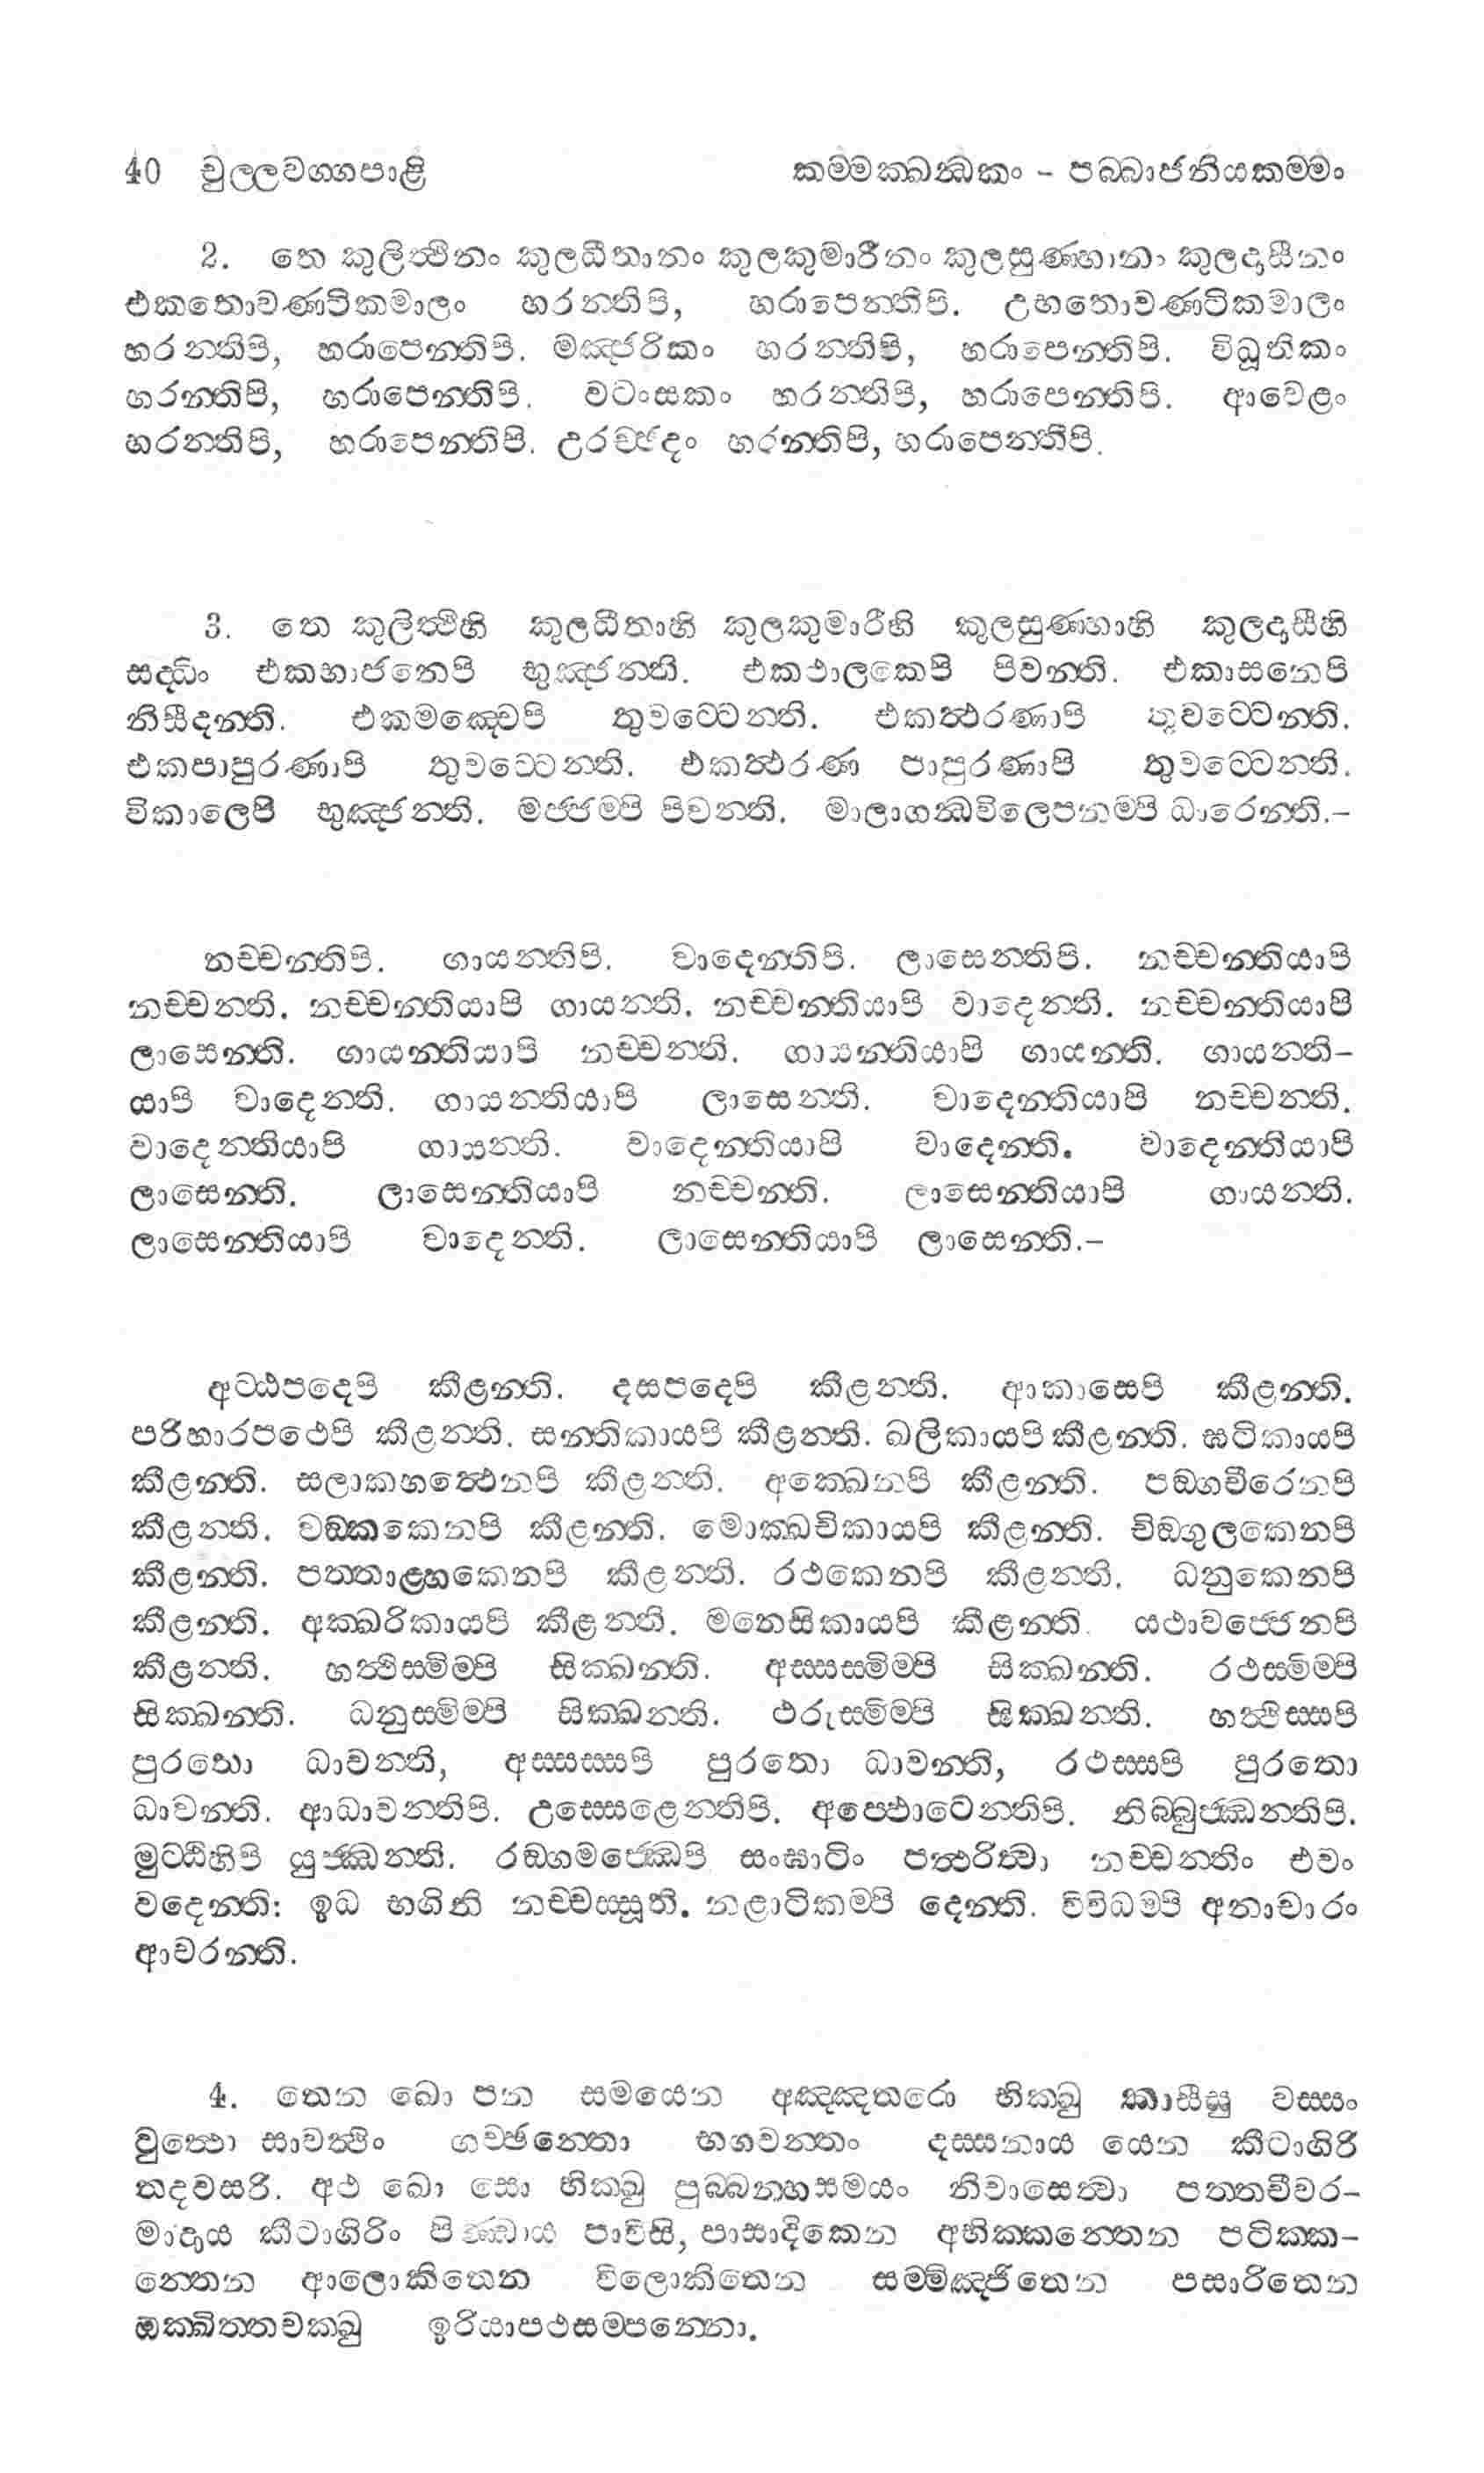 40 චුල්ලවග්ගපාළි කම්මක්ඛන්ධකං - පබ්බාජනියකම්මං
2. තෙ කුලිත්ථිනං කුලධීතානං කුලකුමාරීනං කුලසුණ්හානං කුලදාසීනං
එකතොවණ්ටිකමාලං හරන්තිපි, හරාපෙන්තිපි. උභතොවණ්ටිකමාලං
හරන්තිපි, හරාපෙන්තිපි. මඤ්ජරිකං හරන්තිපි, හරාපෙන්තිපි. විධූතිකං
හරන්තිපි, හරාපෙන්තිපි. වටංසකං හරන්තිපි, හරාපෙන්තිපි. ආවෙළං
හරන්තිපි, හරාපෙන්තිපි. උරච්ඡදං හරන්තිපි, හරාපෙන්තිපි.
3. තෙ කුලිත්ථිහි කුලධීතාහි කුලකුමාරීහි කුලසුණ්හාහි කුලදාසීහි
සද්ධිං එකභාජනෙපි භුඤ්ජන්ති. එකථාලකෙපි පිවන්ති. එකාසනෙපි
නිසීදන්ති. එකමඤ්චෙපි තුවට්ටෙන්ති. එකත්ථරණාපි තුවට්ටෙන්ති.
එකපාපුරණාපි තුවට්ටෙන්ති. එකත්ථරණ පාපුරණාපි තුවට්ටෙන්ති.
විකාලෙපි භුඤ්ජන්ති. මජ්ජම්පි පිවන්ති. මාලාගන්ධවිලෙපනම්පි ධාරෙන්ති.–
නච්චන්තිපි. ගායන්තිපි. වාදෙන්තිපි. ලාසෙන්තිපි. නච්චන්තියාපි
නච්චන්ති. නච්චන්තියාපි ගායන්ති. නච්චන්තියාපි වාදෙන්ති. නච්චන්තියාපි
ලාසෙන්ති. ගායන්තියාපි නච්චන්ති. ගායන්තියාපි ගායන්ති. ගායන්ති–
යාපි වාදෙන්ති. ගායන්තියාපි ලාසෙන්ති. වාදෙන්තියාපි නච්චන්ති.
වාදෙන්තියාපි ගායන්ති. වාදෙන්තියාපි වාදෙන්ති. වාදෙන්තියාපි
ලාසෙන්ති. ලාසෙන්තියාපි නච්චන්ති. ලාසෙන්තියාපි ගායන්ති.
ලාසෙන්තියාපි වාදෙන්ති. ලාසෙන්තියාපි ලාසෙන්ති.–
අට්ඨපදෙපි කීළන්ති. දසපදෙපි කීළන්ති. ආකාසෙපි කීළන්ති.
පරිහාරපථෙපි කීළන්ති. සන්තිකායපි කීළන්ති. ඛලිකායපි කීළන්ති. ඝටිකායපි
කීළන්ති. සලාකහත්ථෙනපි කීළන්ති. අක්ඛෙනපි කීළන්ති. පඞ්ගචීරෙනපි
කීළන්ති. වඞ්කකෙනපි කීළන්ති. මොක්ඛචිකායපි කීළන්ති. චිඞ්ගුලකෙනපි
කීළන්ති. පත්තාළ්හකෙනපි කීළන්ති. රථකෙනපි කීළන්ති. ධනුකෙනපි
කීළන්ති. අක්ඛරිකායපි කීළන්ති. මනෙසිකායපි කීළන්ති. යථාවජ්ජෙනපි
කීළන්ති. හත්ථිස්මිම්පි සික්ඛන්ති. අස්සස්මිම්පි සික්ඛන්ති. රථස්මිම්පි
සික්ඛන්ති. ධනුස්මිම්පි සික්ඛන්ති. ථරුස්මිම්පි සික්ඛන්ති. හත්ථිස්සපි
පුරතො ධාවන්ති, අස්සස්සපි පුරතො ධාවන්ති, රථස්සපි පුරතො
ධාවන්ති. ආධාවන්තිපි. උස්සෙළෙන්තිපි. අප්ඵොටෙන්තිපි. නිබ්බුජ්ඣන්තිපි.
මුට්ඨිහිපි යුජ්ඣන්ති. රඞ්ගමජ්ඣෙපි සංඝාටිං පත්ථරිත්වා නච්චන්තිං එවං
වදෙන්ති: ඉධ භගිනි නච්චස්සූති. නළාටිකම්පි දෙන්ති. විවිධම්පි අනාචාරං
ආචරන්ති.
4. තෙන ඛො පන සමයෙන අඤ්ඤතරො භික්ඛු කාසීසු වස්සං
වුත්ථො සාවත්ථිං ගච්ඡන්තො භගවන්තං දස්සනාය යෙන කීටාගිරි
තදවසරි. අථ ඛො සො භික්ඛු පුබ්බන්හසමයං නිවාසෙත්වා පත්තචීවර–
මාදාය කීටාගිරිං පිණ්ඩාය පාවිසි, පාසාදිකෙන අභික්කන්තෙන පටික්ක–
න්තෙන ආලොකිතෙන විලොකිතෙන සම්මිඤ්ජිතෙන පසාරිතෙන
ඔක්ඛිත්තචක්ඛු ඉරියාපථසම්පන්නො.